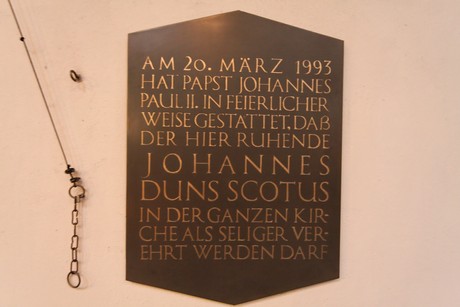 AM 20. MÄRZ 1993
HAT PAPST JOHANNES
PAUL II. IN FEIERLICHER
WEISE GESTATTET, DAß
DER HIER RUHENDE
JOHANNES
DUNS SCOTUS
IN DER GANZEN KIR-
CHE ALS SELIGER VER-
EHRT WERDEN DARF